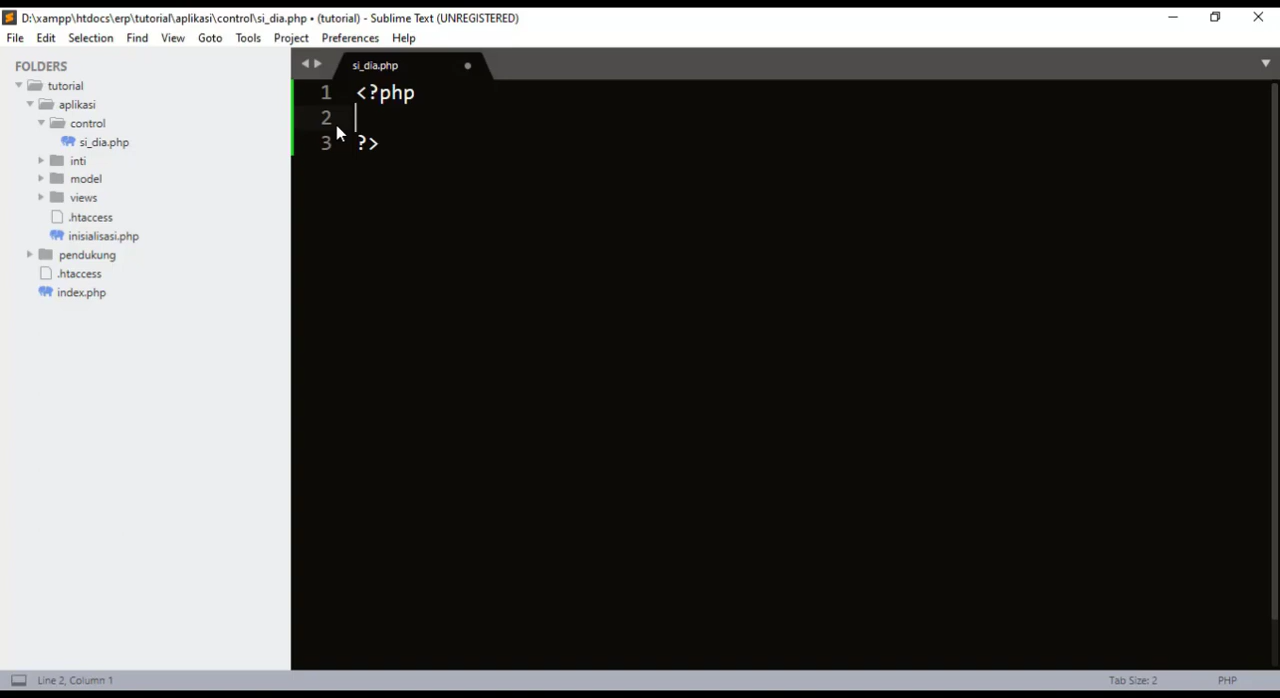 D:\xampp\htdocs\erp\tutorial\aplikasi\control\si_dia.php • (tutorial) - Sublime Text (UNREGISTERED)
File Edit Selection Find View Goto Tools Project Preferences Help
FOLDERS
tutorial
aplikasi
control
si_dia.php
inti
model
views
.htaccess
inisialisasi.php
pendukung
.htaccess
index.php
si_dia.php
1 <?php
2
3 ?>
Line 2, Column 1
Tab Size: 2
PHP